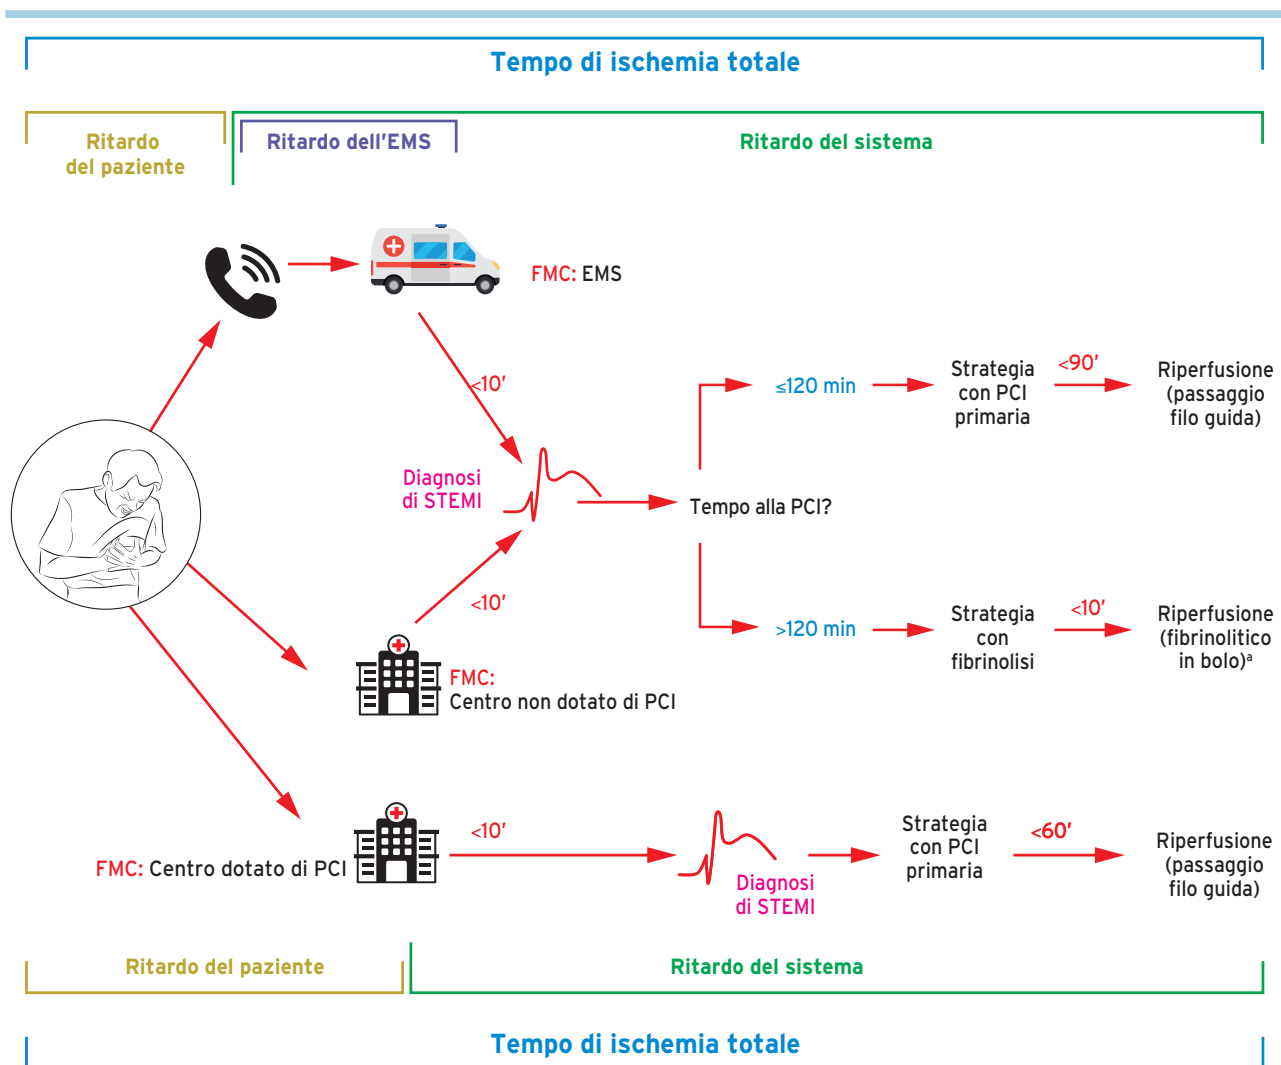 Tempo di ischemia totale
Ritardo
del paziente
Ritardo dell'EMS
Ritardo del sistema
FMC: EMS
<10'
Diagnosi
di STEMI
Tempo alla PCI?
≤120 min
Strategia
con PCI
primaria
<90'
Riperfusione
(passaggio
filo guida)
<10'
>120 min
Strategia
con
fibrinolisi
<10'
Riperfusione
(fibrinolitico
in bolo)ᵃ
FMC:
Centro non dotato di PCI
FMC: Centro dotato di PCI
<10'
Diagnosi
di STEMI
Strategia
con PCI
primaria
<60'
Riperfusione
(passaggio
filo guida)
Ritardo del paziente
Ritardo del sistema
Tempo di ischemia totale